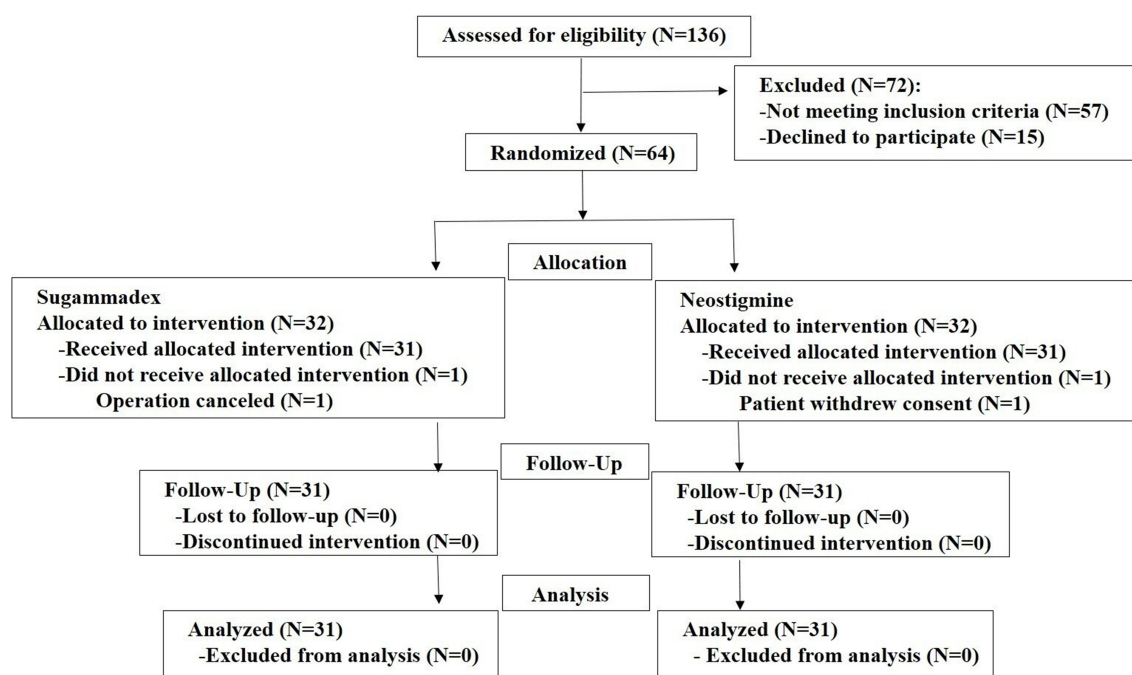 Assessed for eligibility (N=136)
Excluded (N=72):
-Not meeting inclusion criteria (N=57)
-Declined to participate (N=15)
Randomized (N=64)
Allocation
Sugammadex
Allocated to intervention (N=32)
-Received allocated intervention (N=31)
-Did not receive allocated intervention (N=1)
Operation canceled (N=1)
Neostigmine
Allocated to intervention (N=32)
-Received allocated intervention (N=31)
-Did not receive allocated intervention (N=1)
Patient withdrew consent (N=1)
Follow-Up
Follow-Up (N=31)
-Lost to follow-up (N=0)
-Discontinued intervention (N=0)
Follow-Up (N=31)
-Lost to follow-up (N=0)
-Discontinued intervention (N=0)
Analysis
Analyzed (N=31)
-Excluded from analysis (N=0)
Analyzed (N=31)
- Excluded from analysis (N=0)